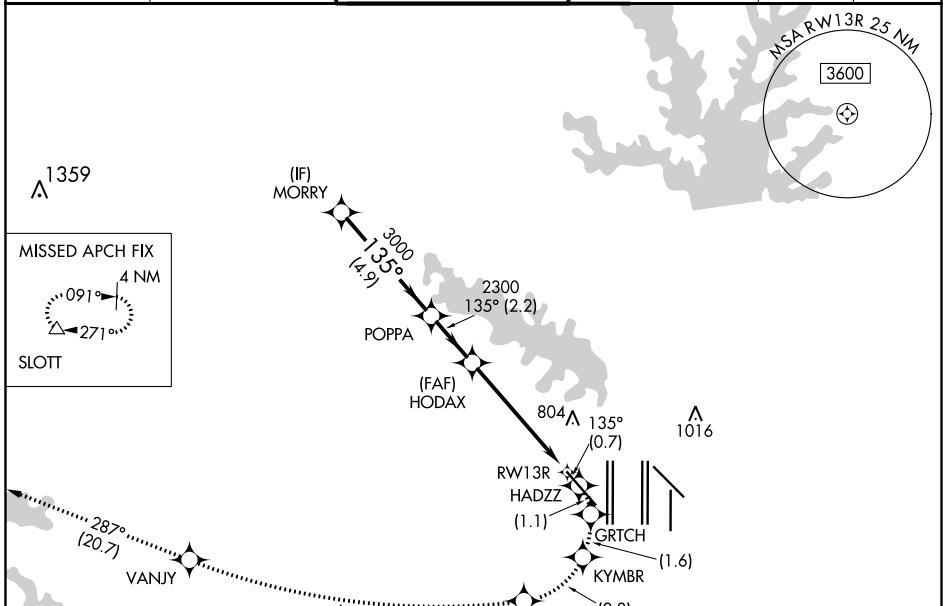 MSA RW13R 25 NM
3600
1359
(IF)
MORRY
3000
135°
(4.9)
MISSED APCH FIX
4 NM
091°
271°
SLOTT
2300
135° (2.2)
POPPA
(FAF)
HODAX
804
135°
(0.7)
1016
RW13R
HADZZ
(1.1)
GRTCH
(1.6)
KYMBR
287°
(20.7)
VANJY